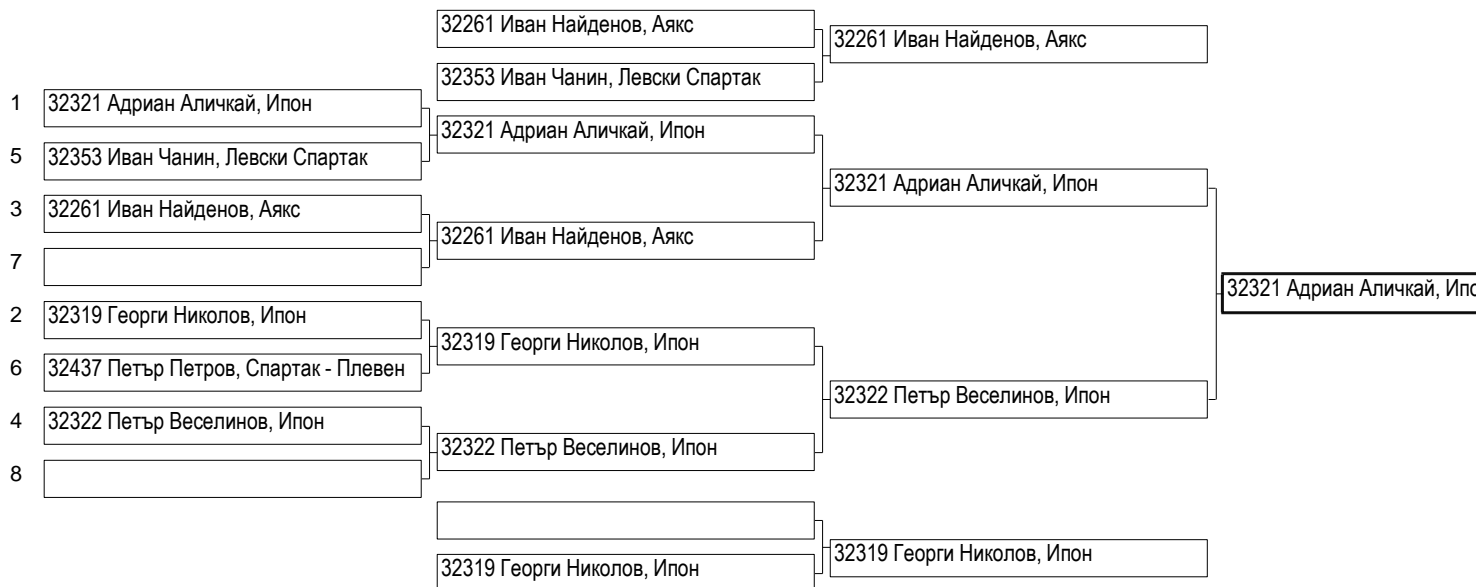 32261 Иван Найденов, Аякс
32261 Иван Найденов, Аякс
32353 Иван Чанин, Левски Спартак
1 32321 Адриан Аличкай, Ипон
32321 Адриан Аличкай, Ипон
5 32353 Иван Чанин, Левски Спартак
32321 Адриан Аличкай, Ипон
3 32261 Иван Найденов, Аякс
32261 Иван Найденов, Аякс
7
32321 Адриан Аличкай, Ипо
2 32319 Георги Николов, Ипон
32319 Георги Николов, Ипон
6 32437 Петър Петров, Спартак - Плевен
32322 Петър Веселинов, Ипон
4 32322 Петър Веселинов, Ипон
32322 Петър Веселинов, Ипон
8
32319 Георги Николов, Ипон
32319 Георги Николов, Ипон